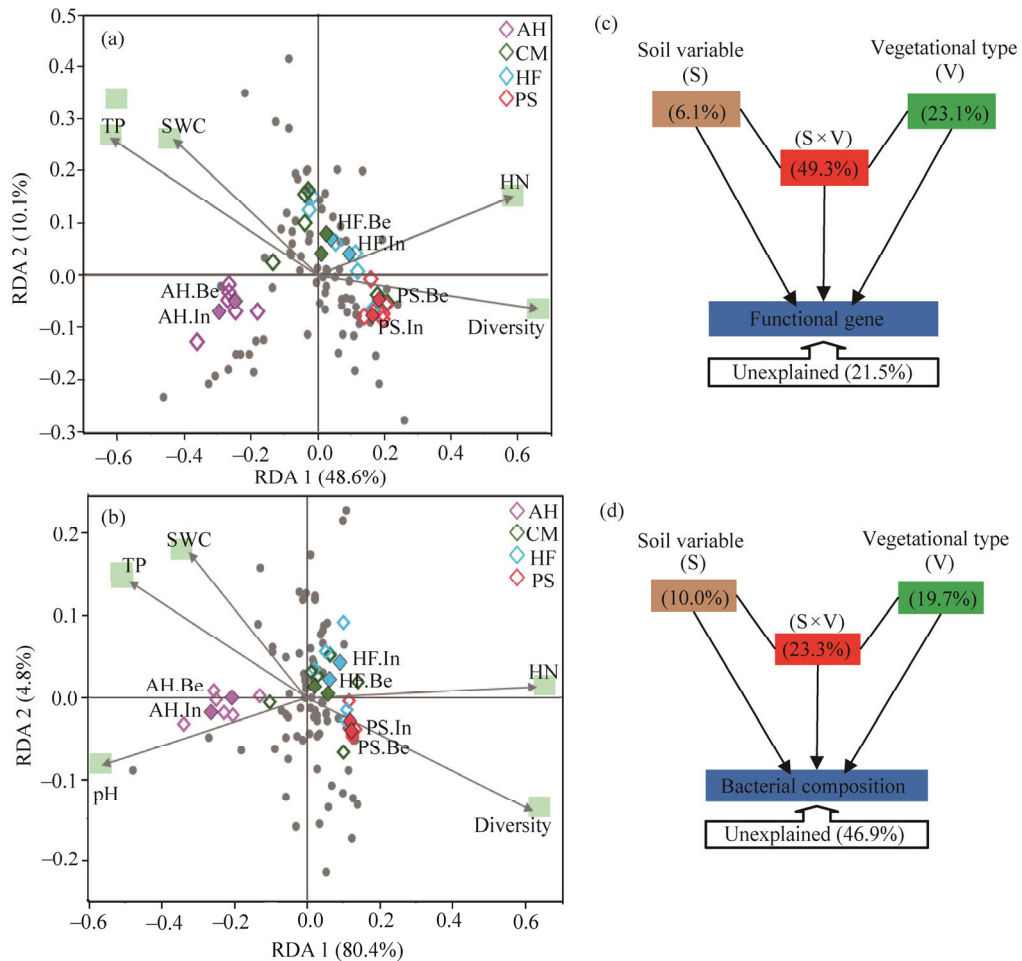 (a)
AH
CM
HF
PS
0.5
0.4
0.3
0.2
0.1
0.0
−0.1
−0.2
−0.3
RDA 2 (10.1%)
TP
SWC
HN
HF.Be
HF.In
AH.Be
AH.In
PS.Be
PS.In
Diversity
−0.6
−0.4
−0.2
0.0
0.2
0.4
0.6
RDA 1 (48.6%)
(c)
Soil variable
(S)
Vegetational type
(V)
(6.1%)
(23.1%)
(S×V)
(49.3%)
Functional gene
Unexplained (21.5%)
(b)
AH
CM
HF
PS
0.2
0.1
0.0
−0.1
−0.2
RDA 2 (4.8%)
SWC
TP
HF.In
HF.Be
HN
AH.Be
AH.In
PS.In
PS.Be
pH
Diversity
−0.6
−0.4
−0.2
0.0
0.2
0.4
0.6
RDA 1 (80.4%)
(d)
Soil variable
(S)
Vegetational type
(V)
(10.0%)
(19.7%)
(S×V)
(23.3%)
Bacterial composition
Unexplained (46.9%)